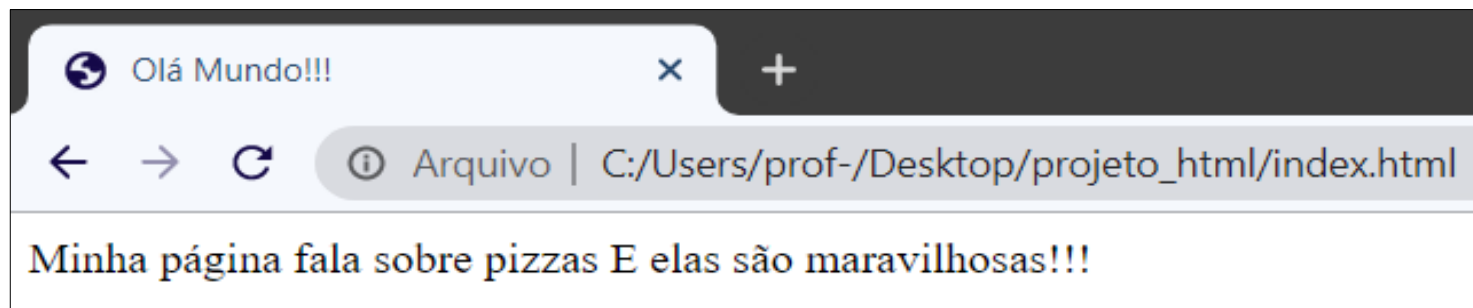 Olá Mundo!!!
Arquivo | C:/Users/prof-/Desktop/projeto_html/index.html
Minha página fala sobre pizzas E elas são maravilhosas!!!